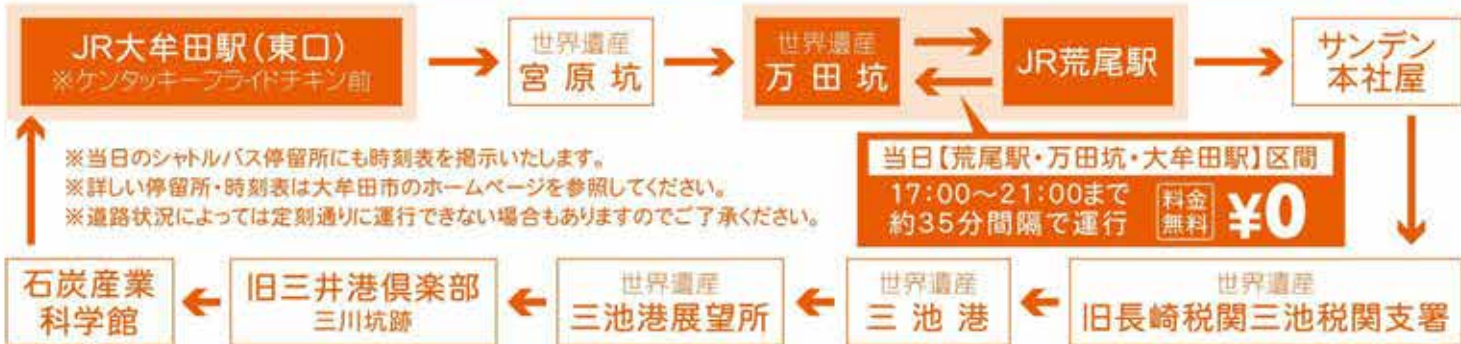 JR大牟田駅(東口)
※ケンタッキーフライドチキン前
世界遺産
宮原坑
世界遺産
万田坑
JR荒尾駅
サンデン
本社屋
※当日のシャトルバス停留所にも時刻表を掲示いたします。
※詳しい停留所・時刻表は大牟田市のホームページを参照してください。
※道路状況によっては定刻通りに運行できない場合もありますのでご了承ください。
当日【荒尾駅・万田坑・大牟田駅】区間
17:00〜21:00まで
約35分間隔で運行
料金
無料
¥0
石炭産業
科学館
旧三井港倶楽部
三川坑跡
世界遺産
三池港展望所
世界遺産
三池港
世界遺産
旧長崎税関三池税関支署